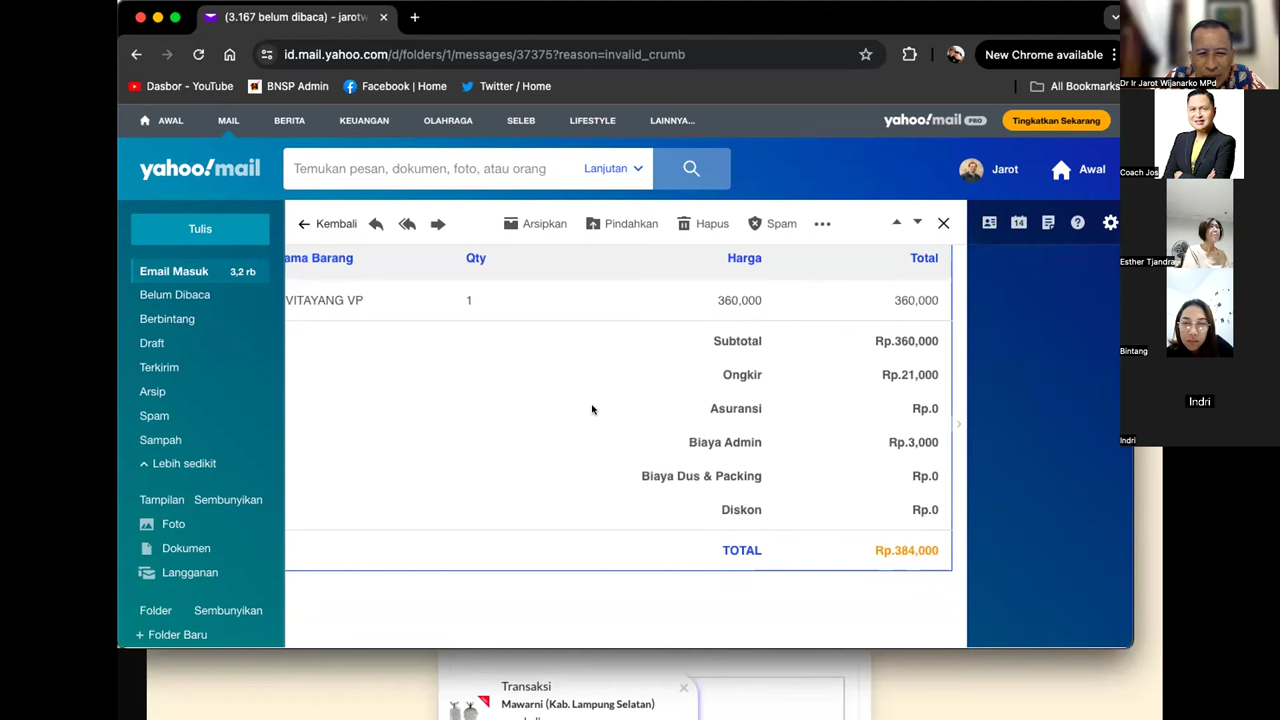 (3.167 belum dibaca) - jarotw
id.mail.yahoo.com/d/folders/1/messages/37375?reason=invalid_crumb
New Chrome available
Dasbor - YouTube
BNSP Admin
Facebook | Home
Twitter / Home
All Bookmarks
AWAL
MAIL
BERITA
KEUANGAN
OLAHRAGA
SELEB
LIFESTYLE
LAINNYA...
yahoo!mail PRO
Tingkatkan Sekarang
yahoo!mail
Temukan pesan, dokumen, foto, atau orang
Lanjutan
Jarot
Awal
Tulis
Kembali
Arsipkan
Pindahkan
Hapus
Spam
14
Email Masuk 3,2 rb
Belum Dibaca
Berbintang
Draft
Terkirim
Arsip
Spam
Sampah
Lebih sedikit
Tampilan Sembunyikan
Foto
Dokumen
Langganan
Folder Sembunyikan
+ Folder Baru
ama Barang Qty Harga Total
VITAYANG VP 1 360,000 360,000
Subtotal Rp.360,000
Ongkir Rp.21,000
Asuransi Rp.0
Biaya Admin Rp.3,000
Biaya Dus & Packing Rp.0
Diskon Rp.0
TOTAL Rp.384,000
Transaksi
Mawarni (Kab. Lampung Selatan)
Dr Ir Jarot Wijanarko MPd
Coach Jos
Esther Tjandra
Bintang
Indri
Indri